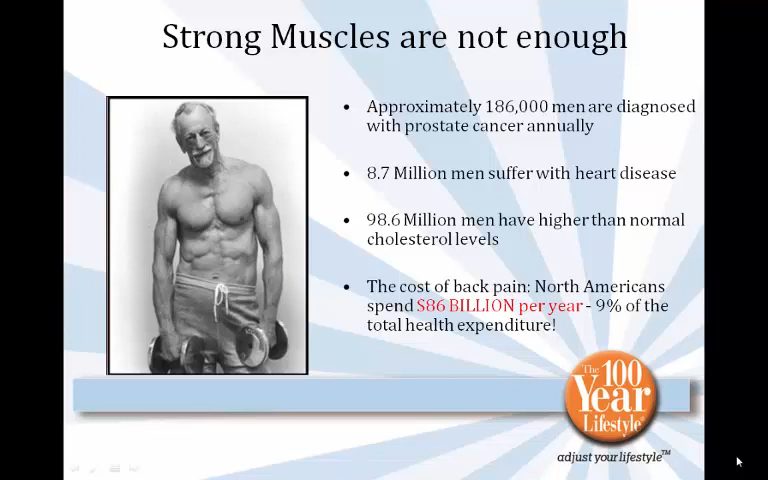 Strong Muscles are not enough
• Approximately 186,000 men are diagnosed
with prostate cancer annually
• 8.7 Million men suffer with heart disease
• 98.6 Million men have higher than normal
cholesterol levels
• The cost of back pain: North Americans
spend $86 BILLION per year - 9% of the
total health expenditure!
The 100
Year
Lifestyle®
adjust your lifestyle™